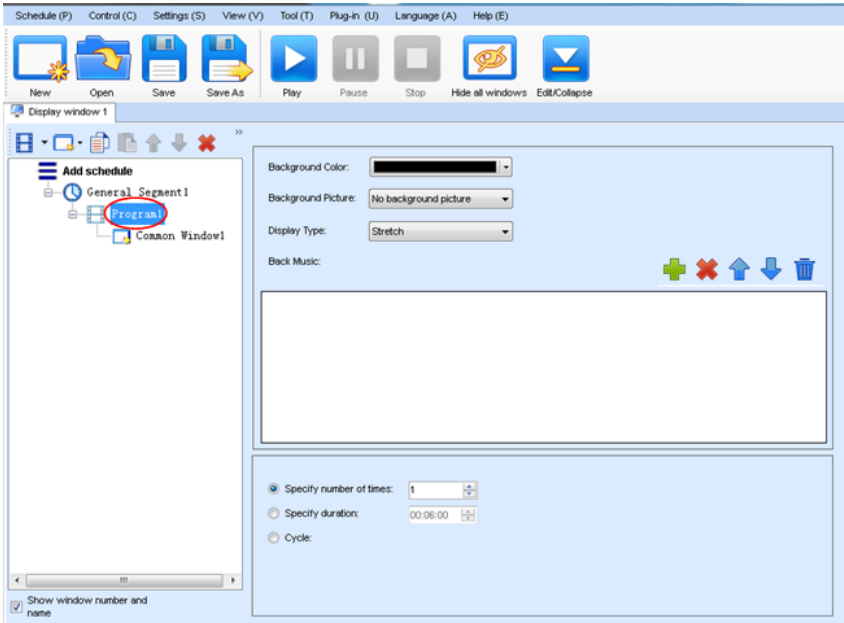 Schedule (P) Control (C) Settings (S) View (V) Tool (T) Plug-in (U) Language (A) Help (E)
New Open Save Save As Play Pause Stop Hide all windows Edit/Collapse
Display window 1
Add schedule
General Segment1
Program1
Common Window1
Show window number and
name
Background Color:
Background Picture: No background picture
Display Type: Stretch
Back Music:
Specify number of times: 1
Specify duration: 00:06:00
Cycle: